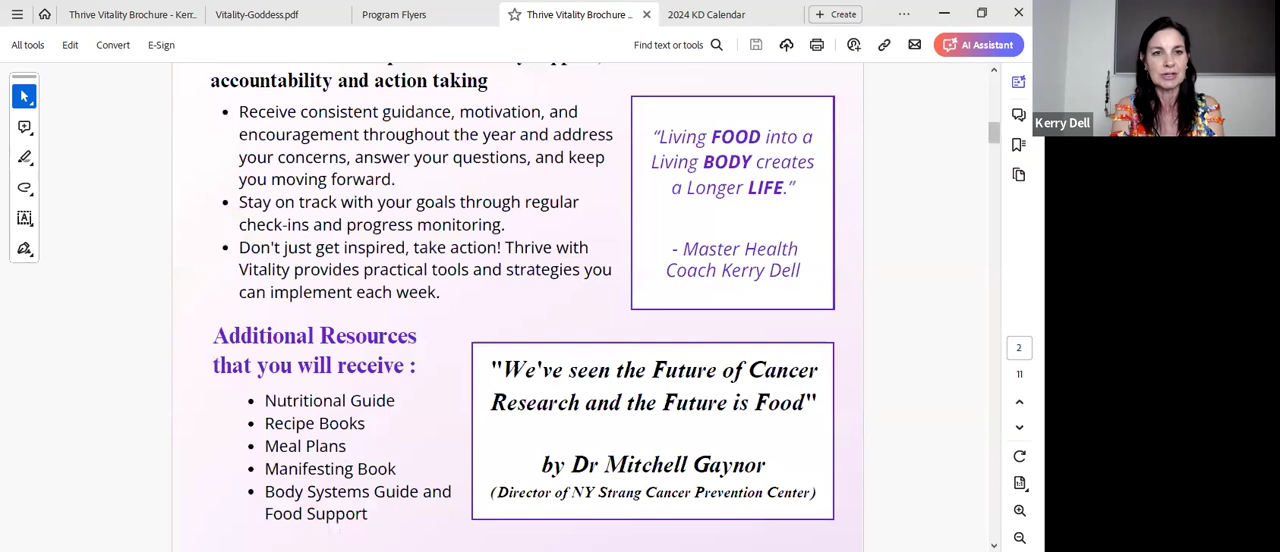 Thrive Vitality Brochure - Kerr...
Vitality-Goddess.pdf
Program Flyers
Thrive Vitality Brochure ...
2024 KD Calendar
Create
All tools
Edit
Convert
E-Sign
Find text or tools
AI Assistant
accountability and action taking
• Receive consistent guidance, motivation, and
encouragement throughout the year and address
your concerns, answer your questions, and keep
you moving forward.
• Stay on track with your goals through regular
check-ins and progress monitoring.
• Don't just get inspired, take action! Thrive with
Vitality provides practical tools and strategies you
can implement each week.
“Living FOOD into a
Living BODY creates
a Longer LIFE.”
- Master Health
Coach Kerry Dell
Additional Resources
that you will receive :
• Nutritional Guide
• Recipe Books
• Meal Plans
• Manifesting Book
• Body Systems Guide and
Food Support
"We've seen the Future of Cancer
Research and the Future is Food"
by Dr Mitchell Gaynor
(Director of NY Strang Cancer Prevention Center)
Kerry Dell
2
11